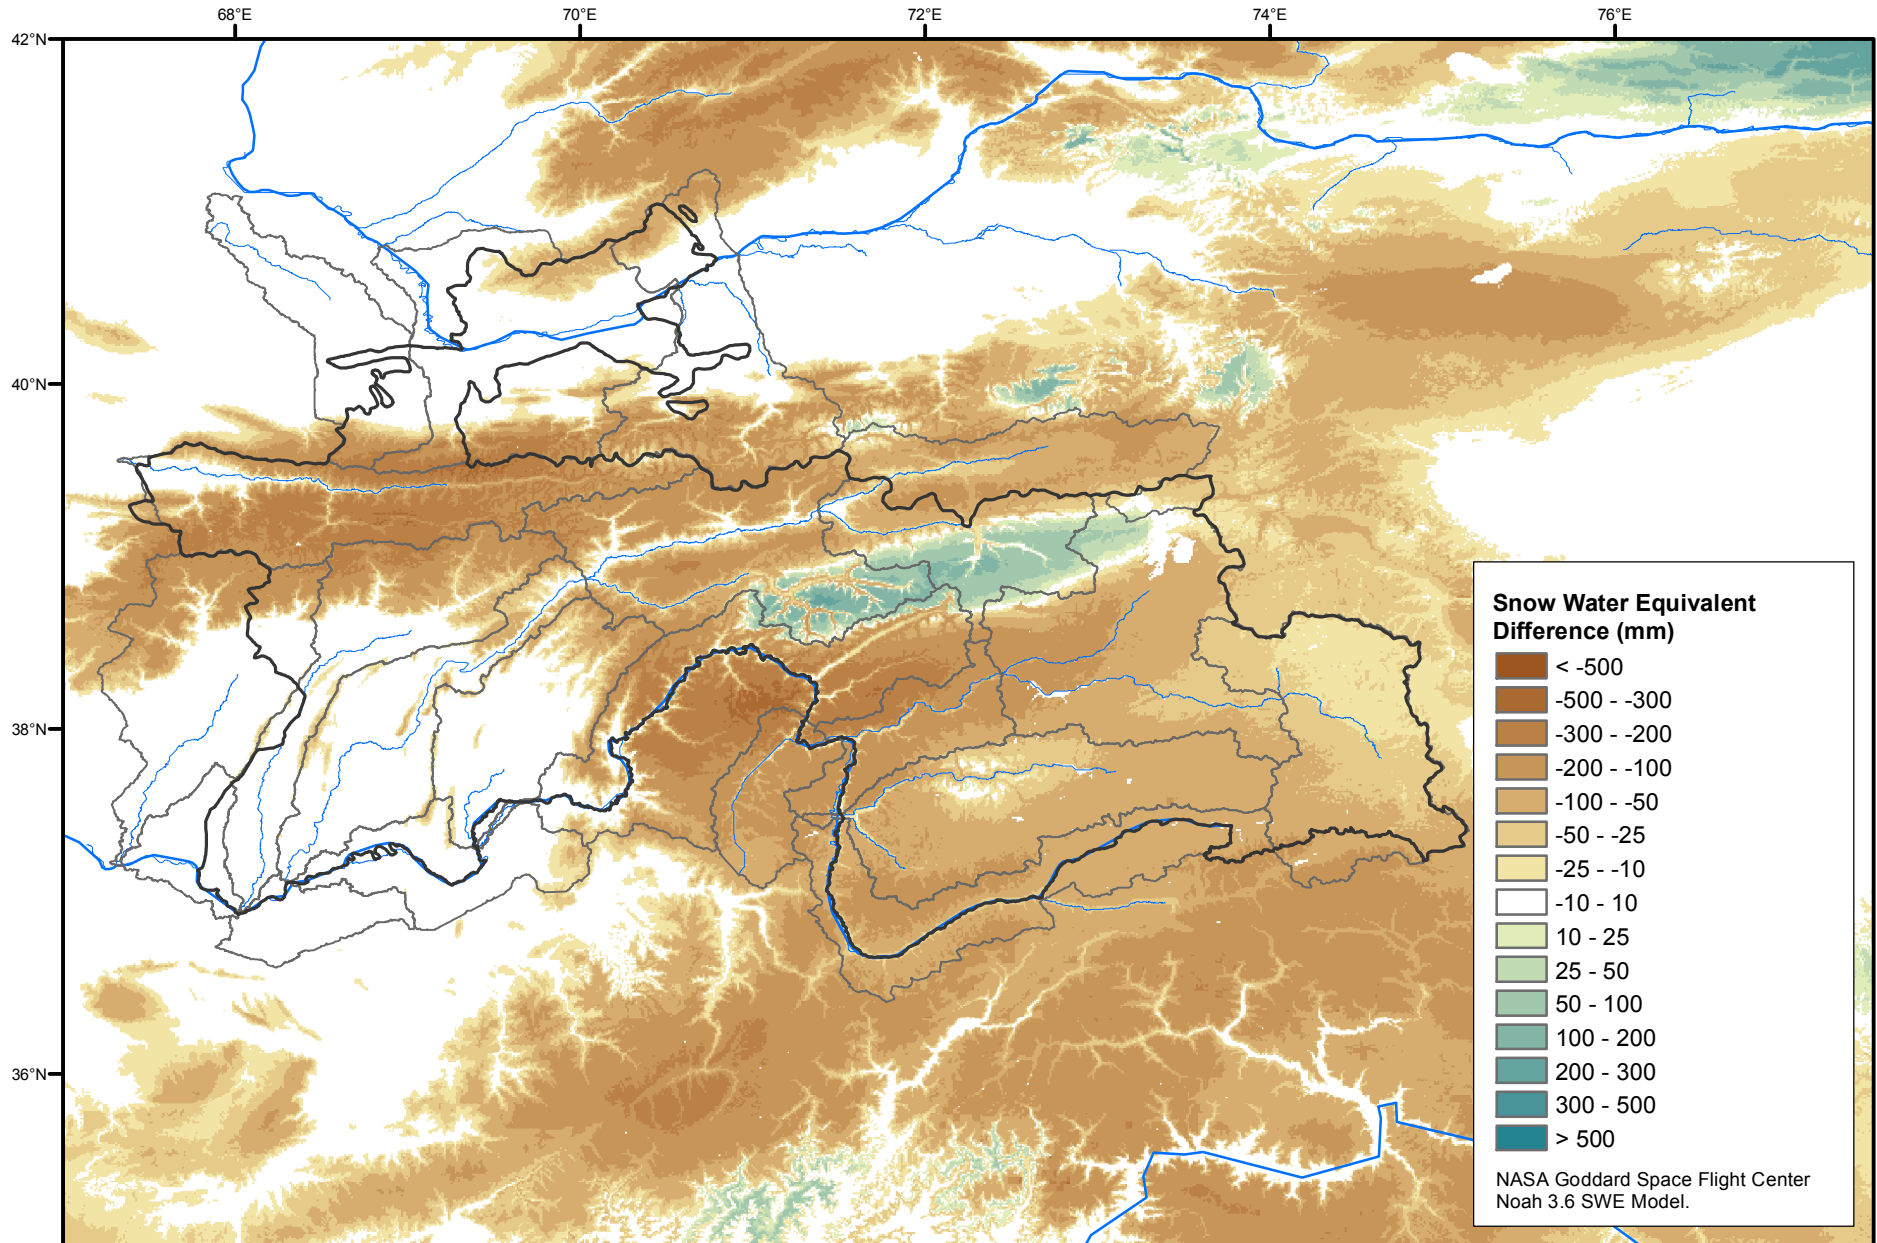 68°E 70°E 72°E 74°E 76°E
42°N
40°N
38°N
36°N
Snow Water Equivalent
Difference (mm)
< -500
-500 - -300
-300 - -200
-200 - -100
-100 - -50
-50 - -25
-25 - -10
-10 - 10
10 - 25
25 - 50
50 - 100
100 - 200
200 - 300
300 - 500
> 500
NASA Goddard Space Flight Center
Noah 3.6 SWE Model.